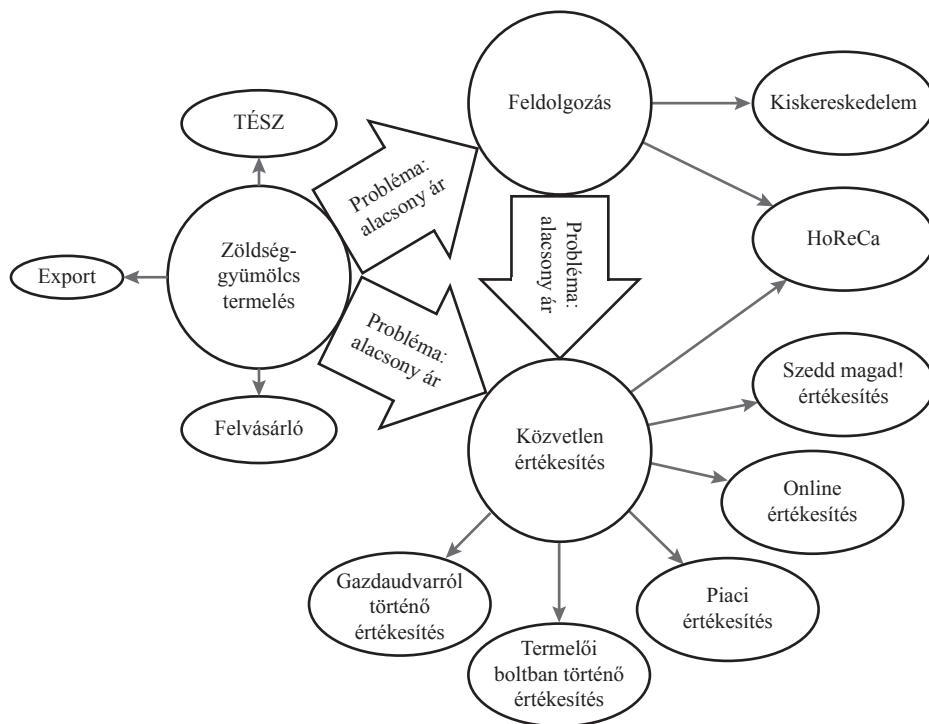 Feldolgozás
Kiskereskedelem
TÉSZ
Probléma:
alacsony ár
Zöldség-
gyümölcs
termelés
Probléma:
alacsony ár
HoReCa
Export
Probléma:
alacsony ár
Szedd magad!
értékesítés
Felvásárló
Közvetlen
értékesítés
Online
értékesítés
Gazdaudvarról
történő
értékesítés
Piaci
értékesítés
Termelői
boltban történő
értékesítés